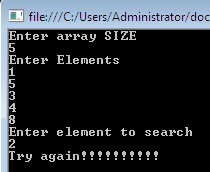 file:///C:/Users/Administrator/doc
Enter array SIZE
5
Enter Elements
1
5
3
4
8
Enter element to search
2
Try again!!!!!!!!!!